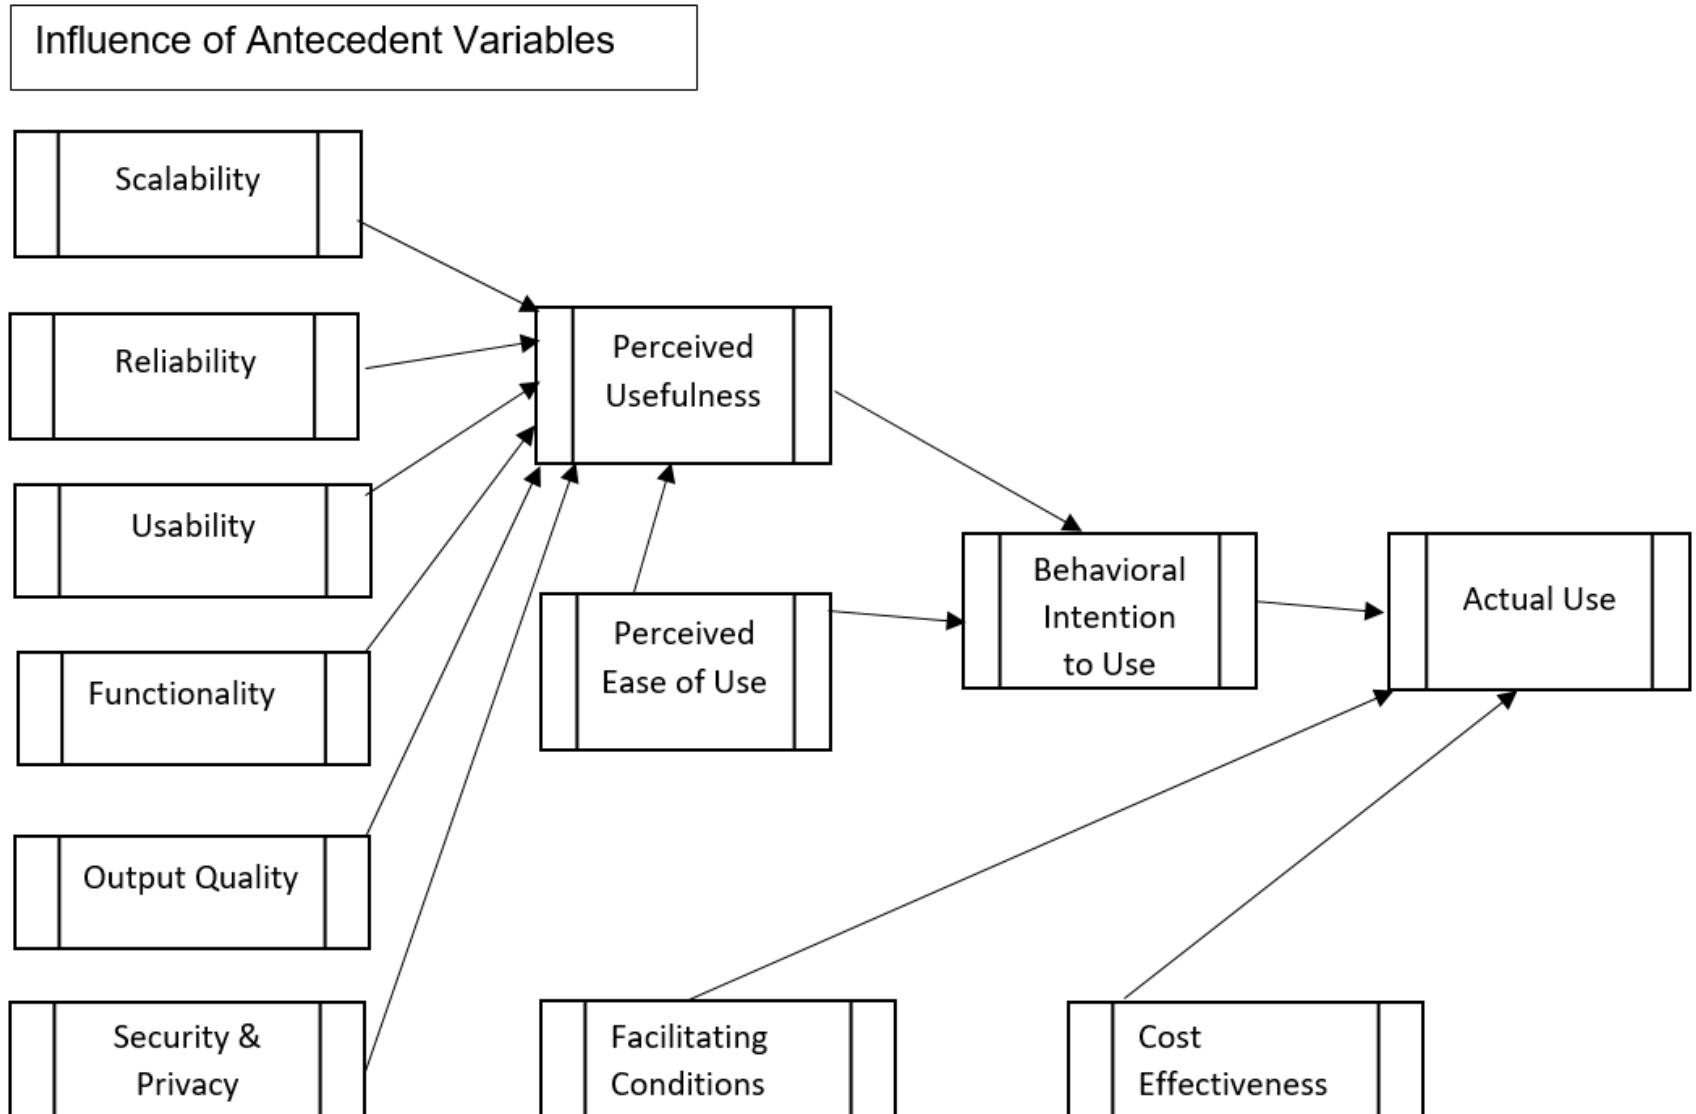 Influence of Antecedent Variables
Scalability
Reliability
Usability
Functionality
Output Quality
Security &
Privacy
Perceived
Usefulness
Perceived
Ease of Use
Behavioral
Intention
to Use
Actual Use
Facilitating
Conditions
Cost
Effectiveness